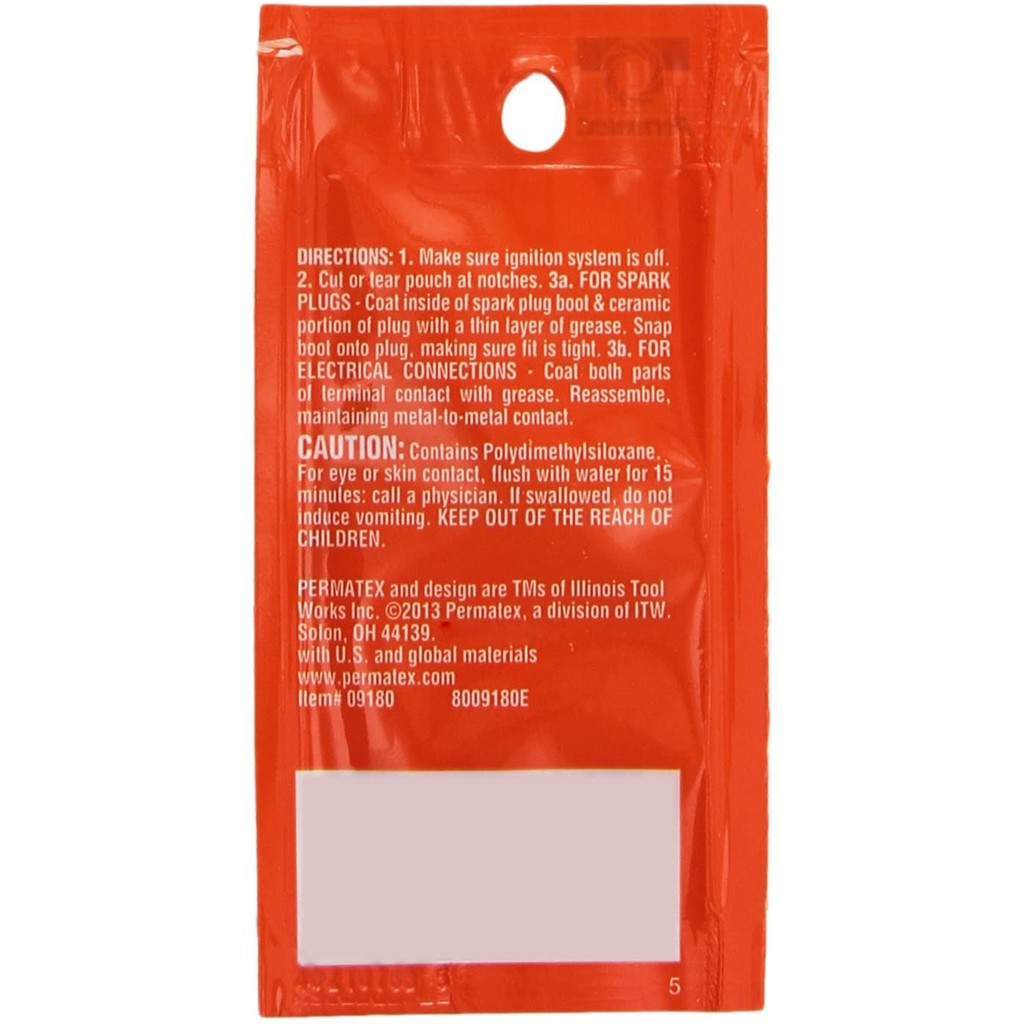 DIRECTIONS: 1. Make sure ignition system is off.
2. Cut or tear pouch at notches. 3a. FOR SPARK
PLUGS - Coat inside of spark plug boot & ceramic
portion of plug with a thin layer of grease. Snap
boot onto plug, making sure fit is tight. 3b. FOR
ELECTRICAL CONNECTIONS - Coat both parts
of terminal contact with grease. Reassemble,
maintaining metal-to-metal contact.
CAUTION: Contains Polydimethylsiloxane.
For eye or skin contact, flush with water for 15
minutes: call a physician. If swallowed, do not
induce vomiting. KEEP OUT OF THE REACH OF
CHILDREN.
PERMATEX and design are TMs of Illinois Tool
Works Inc. ©2013 Permatex, a division of ITW.
Solon, OH 44139.
with U.S. and global materials
www.permatex.com
Item# 09180 8009180E
5